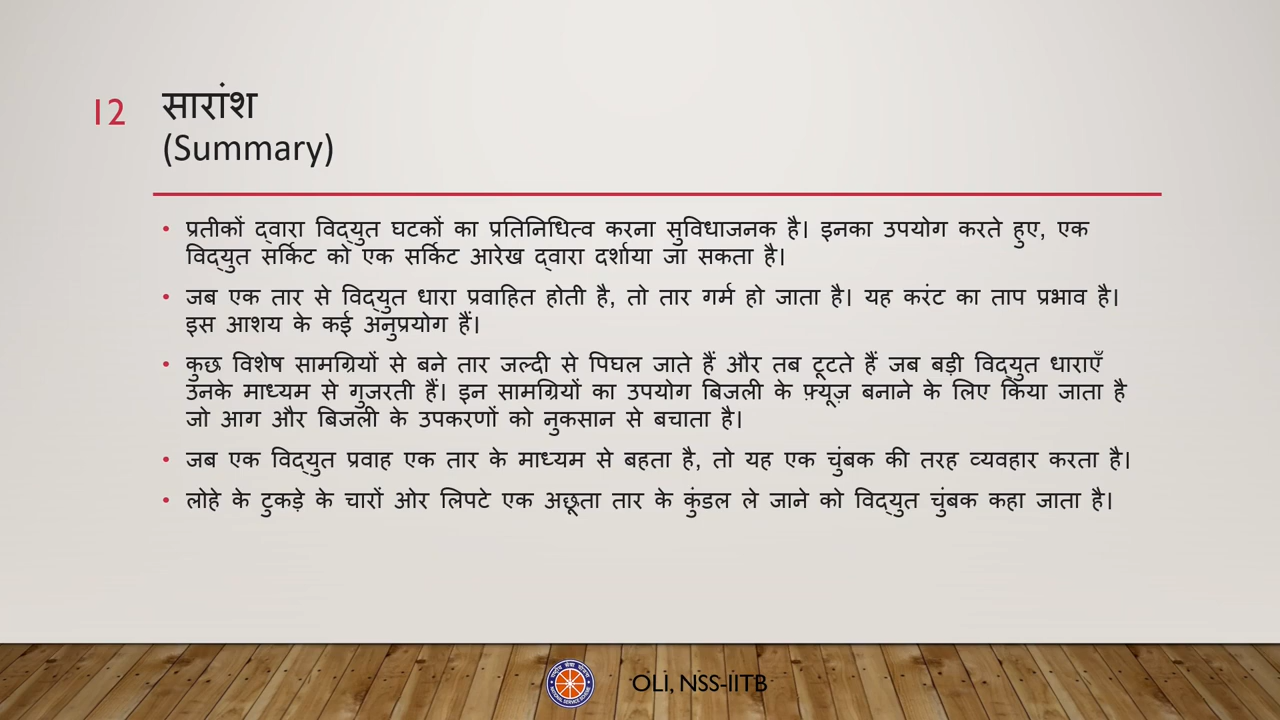 12
सारांश
(Summary)
• प्रतीकों द्वारा विद्युत घटकों का प्रतिनिधित्व करना सुविधाजनक है। इनका उपयोग करते हुए, एक
विद्युत सर्किट को एक सर्किट आरेख द्वारा दर्शाया जा सकता है।
• जब एक तार से विद्युत धारा प्रवाहित होती है, तो तार गर्म हो जाता है। यह करंट का ताप प्रभाव है।
इस आशय के कई अनुप्रयोग हैं।
• कुछ विशेष सामग्रियों से बने तार जल्दी से पिघल जाते हैं और तब टूटते हैं जब बड़ी विद्युत धाराएँ
उनके माध्यम से गुजरती हैं। इन सामग्रियों का उपयोग बिजली के फ़्यूज़ बनाने के लिए किया जाता है
जो आग और बिजली के उपकरणों को नुकसान से बचाता है।
• जब एक विद्युत प्रवाह एक तार के माध्यम से बहता है, तो यह एक चुंबक की तरह व्यवहार करता है।
• लोहे के टुकड़े के चारों ओर लिपटे एक अछूता तार के कुंडल ले जाने को विद्युत चुंबक कहा जाता है।
OLI, NSS-IITB